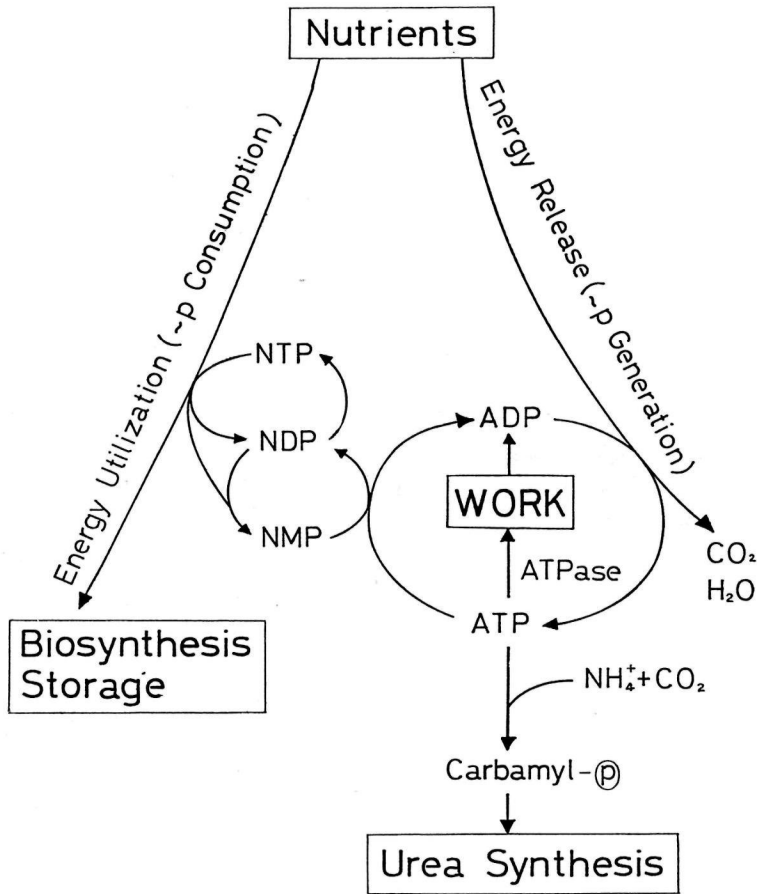 Nutrients
Energy Utilization (~p Consumption)
Energy Release (~p Generation)
NTP
NDP
NMP
ADP
WORK
ATPase
ATP
CO₂
H₂O
Biosynthesis
Storage
NH₄⁺+CO₂
Carbamyl-ⓟ
Urea Synthesis